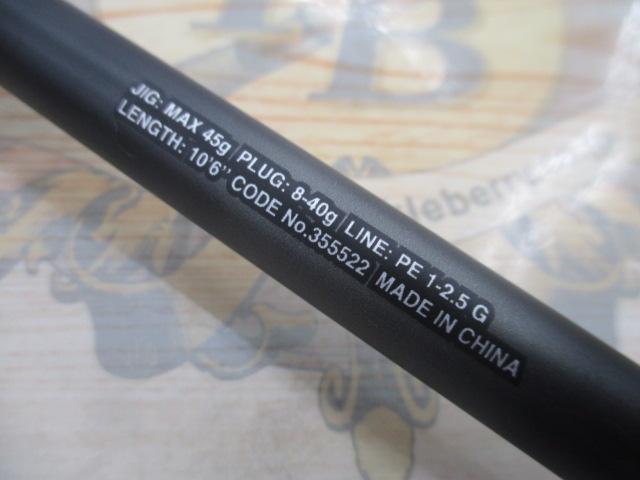 JIG: MAX 45g | PLUG: 8-40g | LINE: PE 1-2.5 G
LENGTH: 10'6" CODE No.355522 | MADE IN CHINA
B
leberry